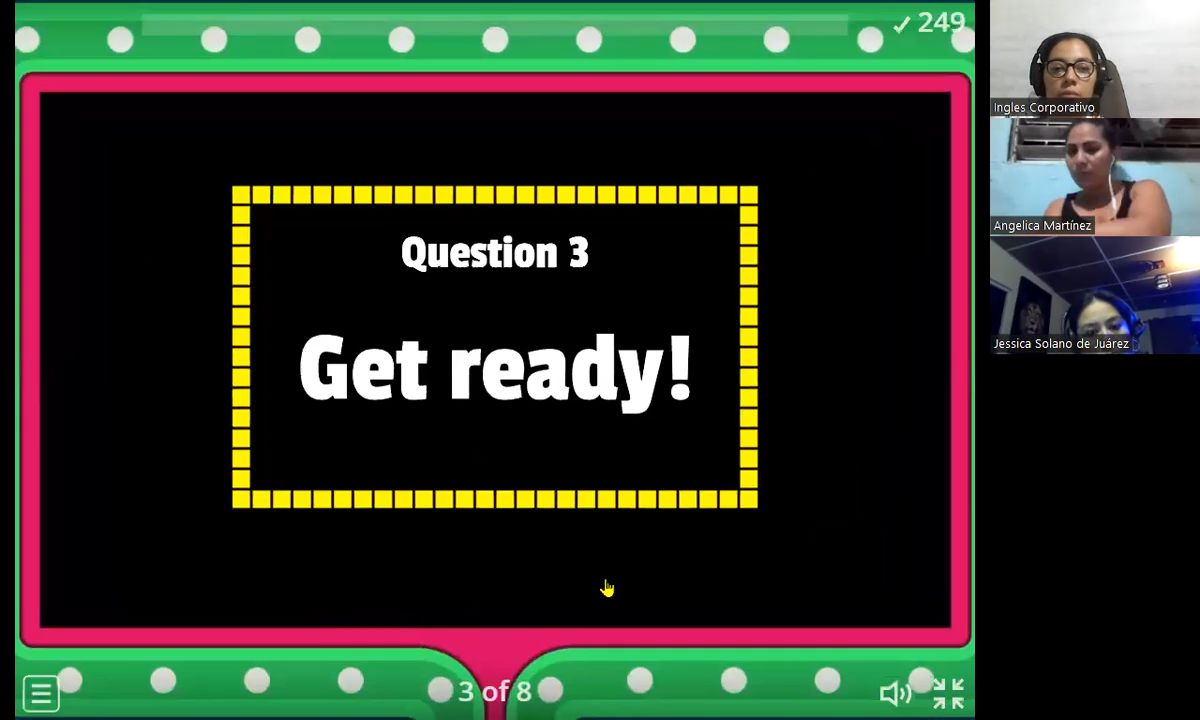 ✓ 249
Question 3
Get ready!
3 of 8
Ingles Corporativo
Angelica Martínez
Jessica Solano de Juárez